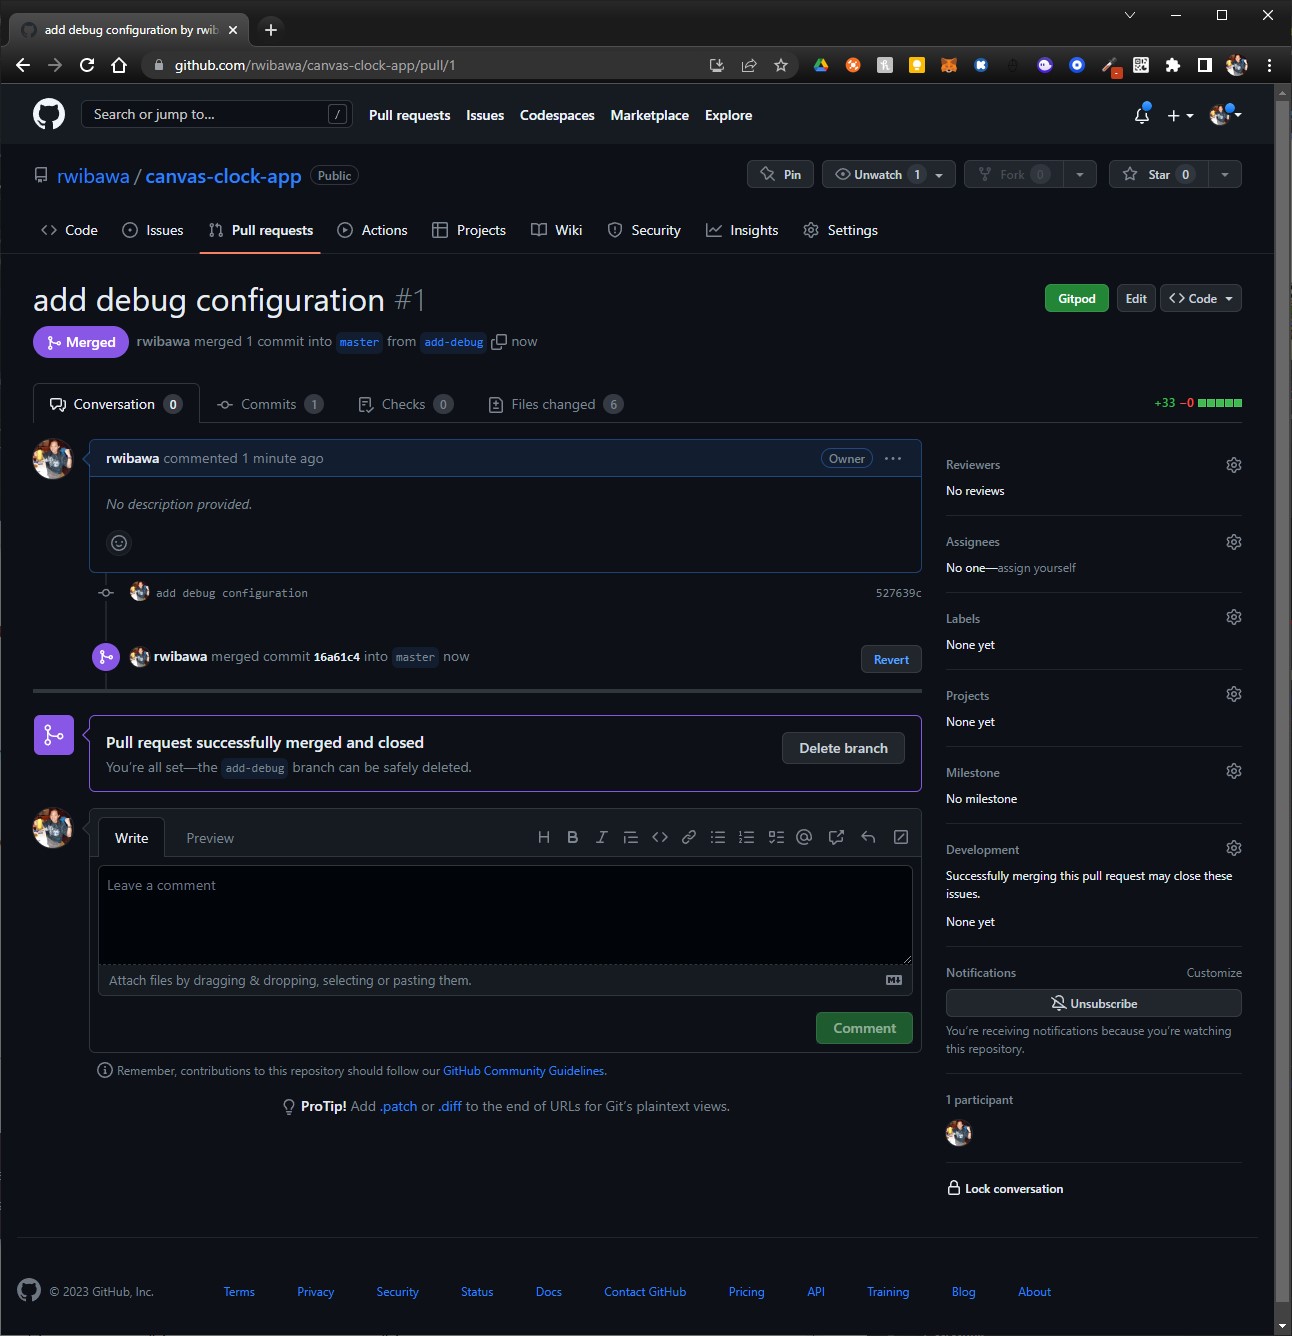 add debug configuration by rwib
github.com/rwibawa/canvas-clock-app/pull/1
Search or jump to... /
Pull requests Issues Codespaces Marketplace Explore
rwibawa / canvas-clock-app Public
Pin Unwatch 1 Fork 0 Star 0
Code Issues Pull requests Actions Projects Wiki Security Insights Settings
add debug configuration #1
Gitpod Edit Code
Merged rwibawa merged 1 commit into master from add-debug now
Conversation 0 Commits 1 Checks 0 Files changed 6
+33 −0
rwibawa commented 1 minute ago Owner
No description provided.
add debug configuration 527639c
rwibawa merged commit 16a61c4 into master now Revert
Pull request successfully merged and closed
You're all set—the add-debug branch can be safely deleted.
Delete branch
Write Preview
Leave a comment
Attach files by dragging & dropping, selecting or pasting them.
Comment
Remember, contributions to this repository should follow our GitHub Community Guidelines.
ProTip! Add .patch or .diff to the end of URLs for Git's plaintext views.
Reviewers
No reviews
Assignees
No one—assign yourself
Labels
None yet
Projects
None yet
Milestone
No milestone
Development
Successfully merging this pull request may close these
issues.
None yet
Notifications Customize
Unsubscribe
You're receiving notifications because you're watching
this repository.
1 participant
Lock conversation
© 2023 GitHub, Inc. Terms Privacy Security Status Docs Contact GitHub Pricing API Training Blog About